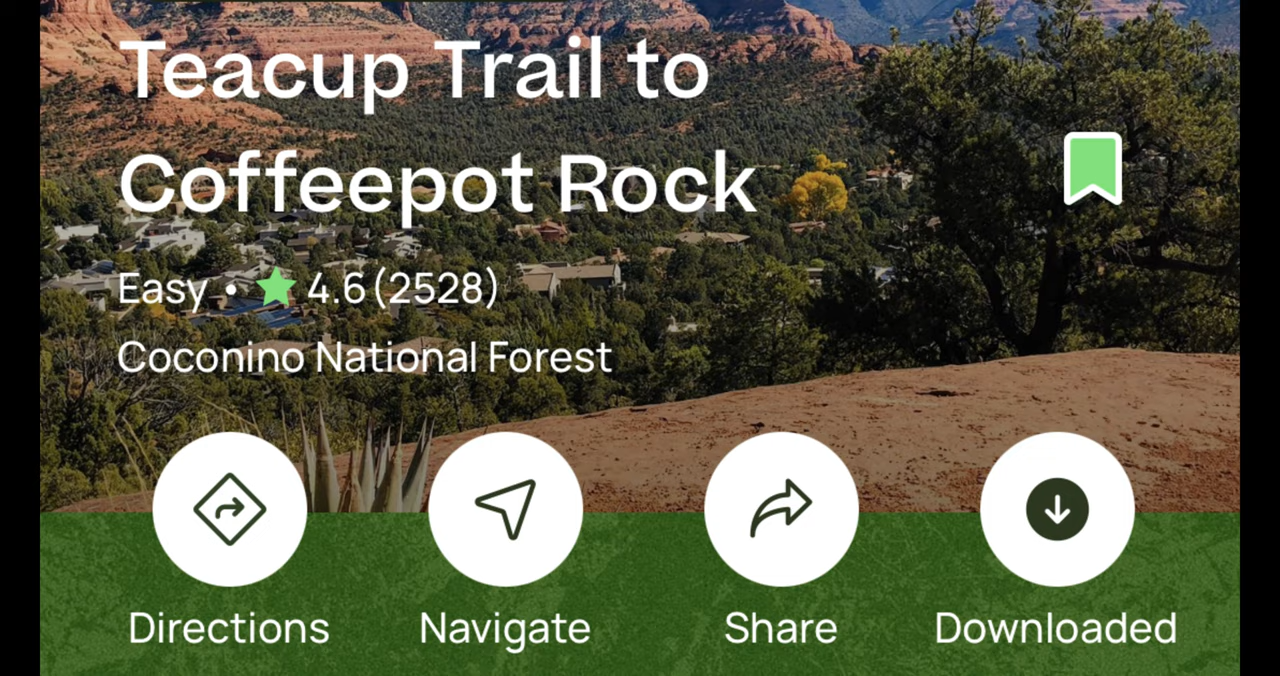 Teacup Trail to
Coffeepot Rock
Easy • ★ 4.6 (2528)
Coconino National Forest
Directions Navigate Share Downloaded